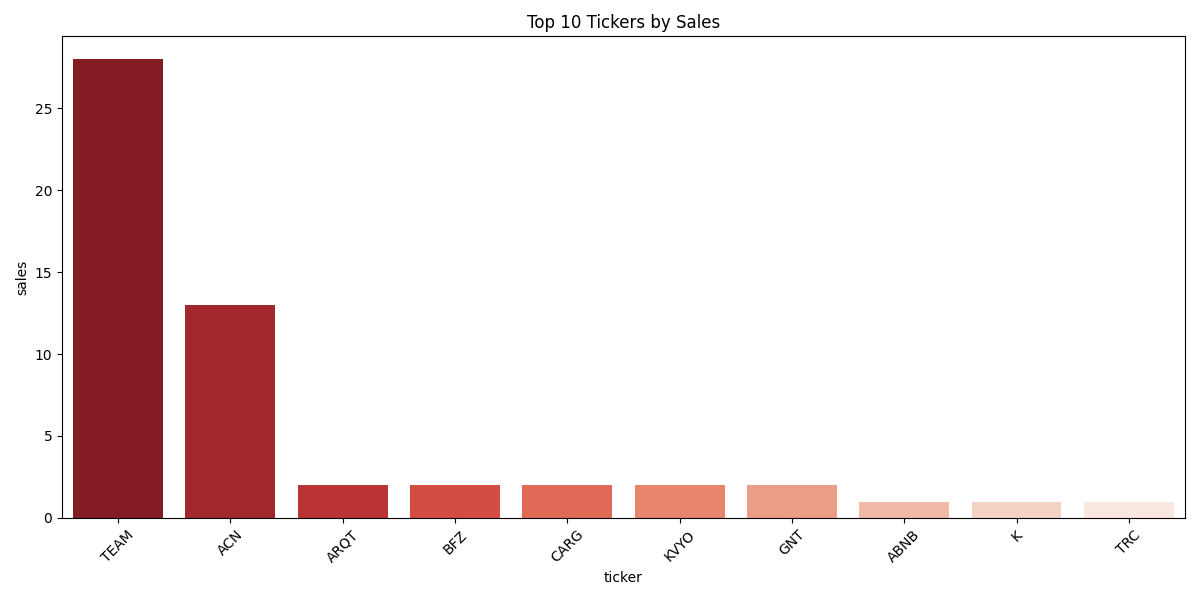 Top 10 Tickers by Sales
sales
25
20
15
10
5
0
TEAM
ACN
ARQT
BFZ
CARG
KVYO
GNT
ABNB
K
TRC
ticker